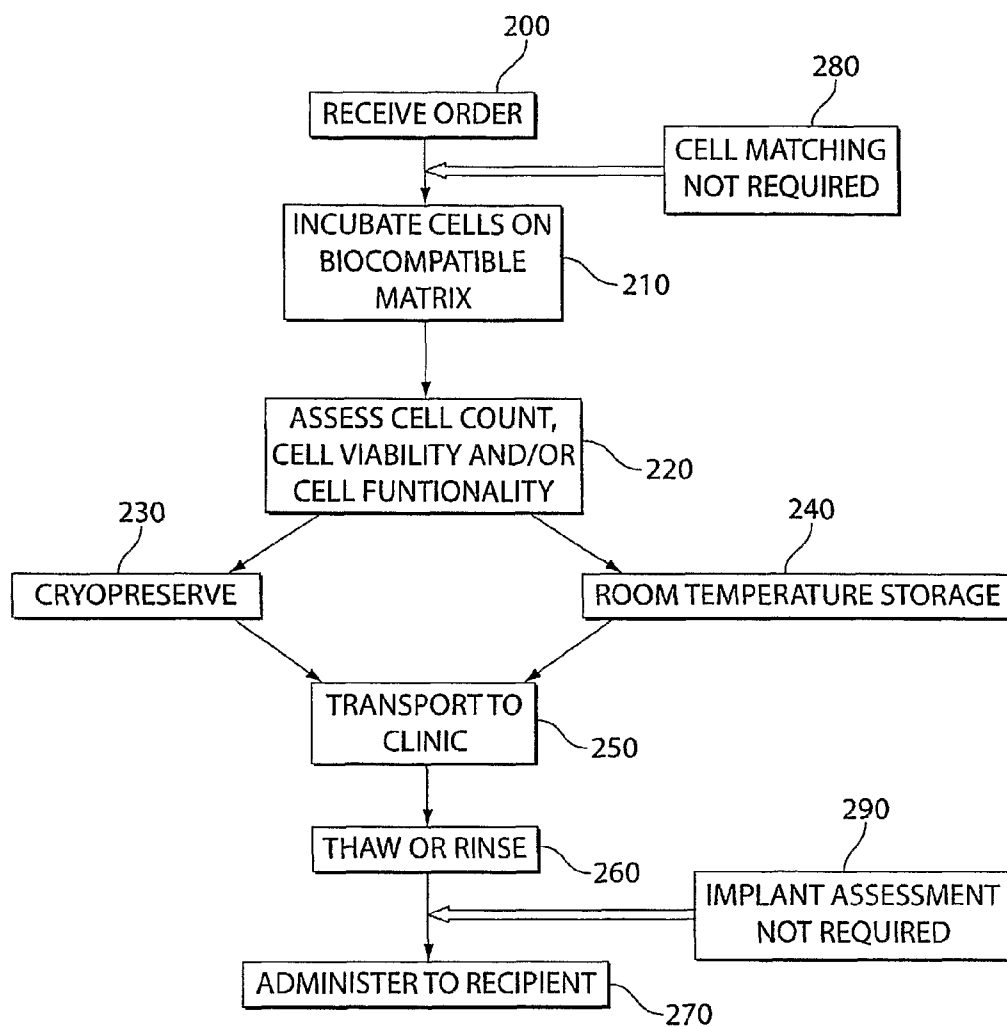 200
RECEIVE ORDER
280
CELL MATCHING
NOT REQUIRED
INCUBATE CELLS ON
BIOCOMPATIBLE
MATRIX
210
ASSESS CELL COUNT,
CELL VIABILITY AND/OR
CELL FUNTIONALITY
220
230
CRYOPRESERVE
240
ROOM TEMPERATURE STORAGE
TRANSPORT TO
CLINIC
250
THAW OR RINSE
260
290
IMPLANT ASSESSMENT
NOT REQUIRED
ADMINISTER TO RECIPIENT
270